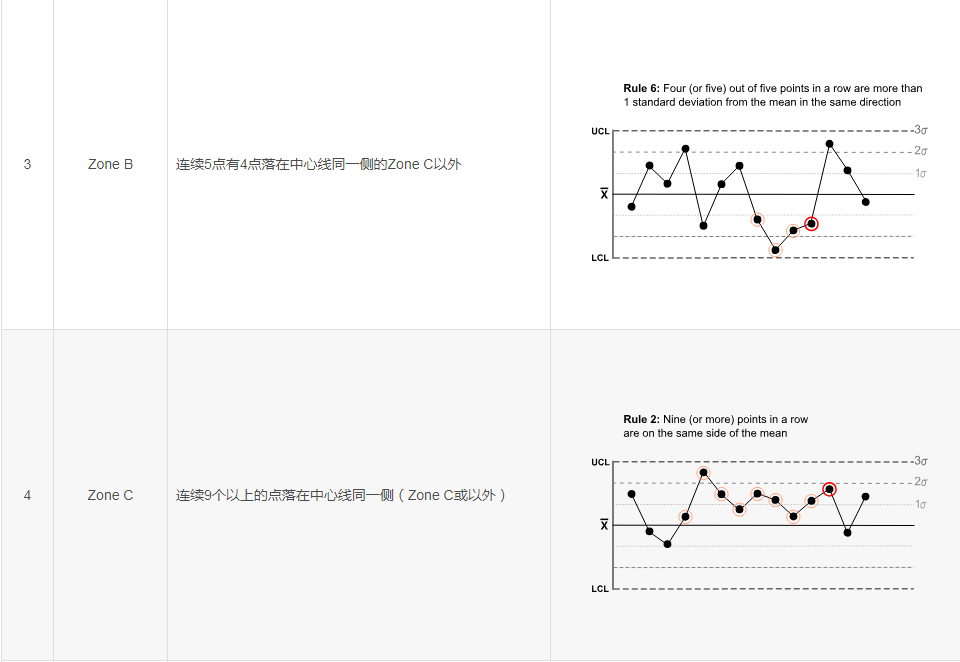 Rule 6: Four (or five) out of five points in a row are more than
1 standard deviation from the mean in the same direction
UCL
3σ
2σ
3
Zone B
连续5点有4点落在中心线同一侧的Zone C以外
1σ
X̅
LCL
Rule 2: Nine (or more) points in a row
are on the same side of the mean
UCL
3σ
2σ
4
Zone C
连续9个以上的点落在中心线同一侧（Zone C或以外）
1σ
X̅
LCL